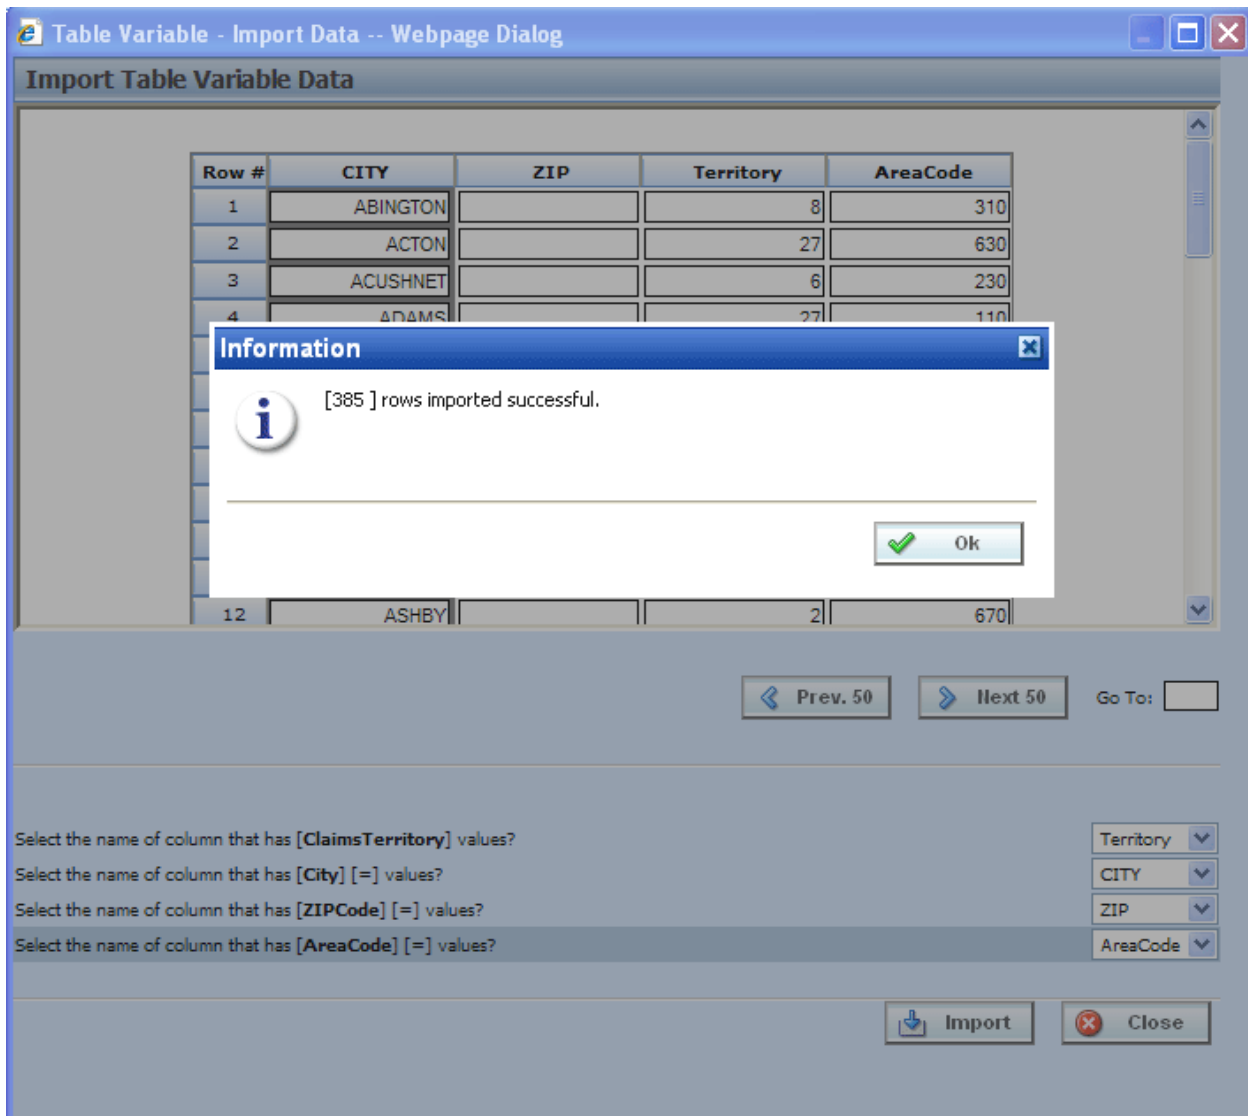 Table Variable - Import Data -- Webpage Dialog
Import Table Variable Data
Row # CITY ZIP Territory AreaCode
1 ABINGTON 8 310
2 ACTON 27 630
3 ACUSHNET 6 230
4 ADAMS 27 110
Information
[385 ] rows imported successful.
Ok
12 ASHBY 2 670
Prev. 50 Next 50 Go To:
Select the name of column that has [ClaimsTerritory] values? Territory
Select the name of column that has [City] [=] values? CITY
Select the name of column that has [ZIPCode] [=] values? ZIP
Select the name of column that has [AreaCode] [=] values? AreaCode
Import Close